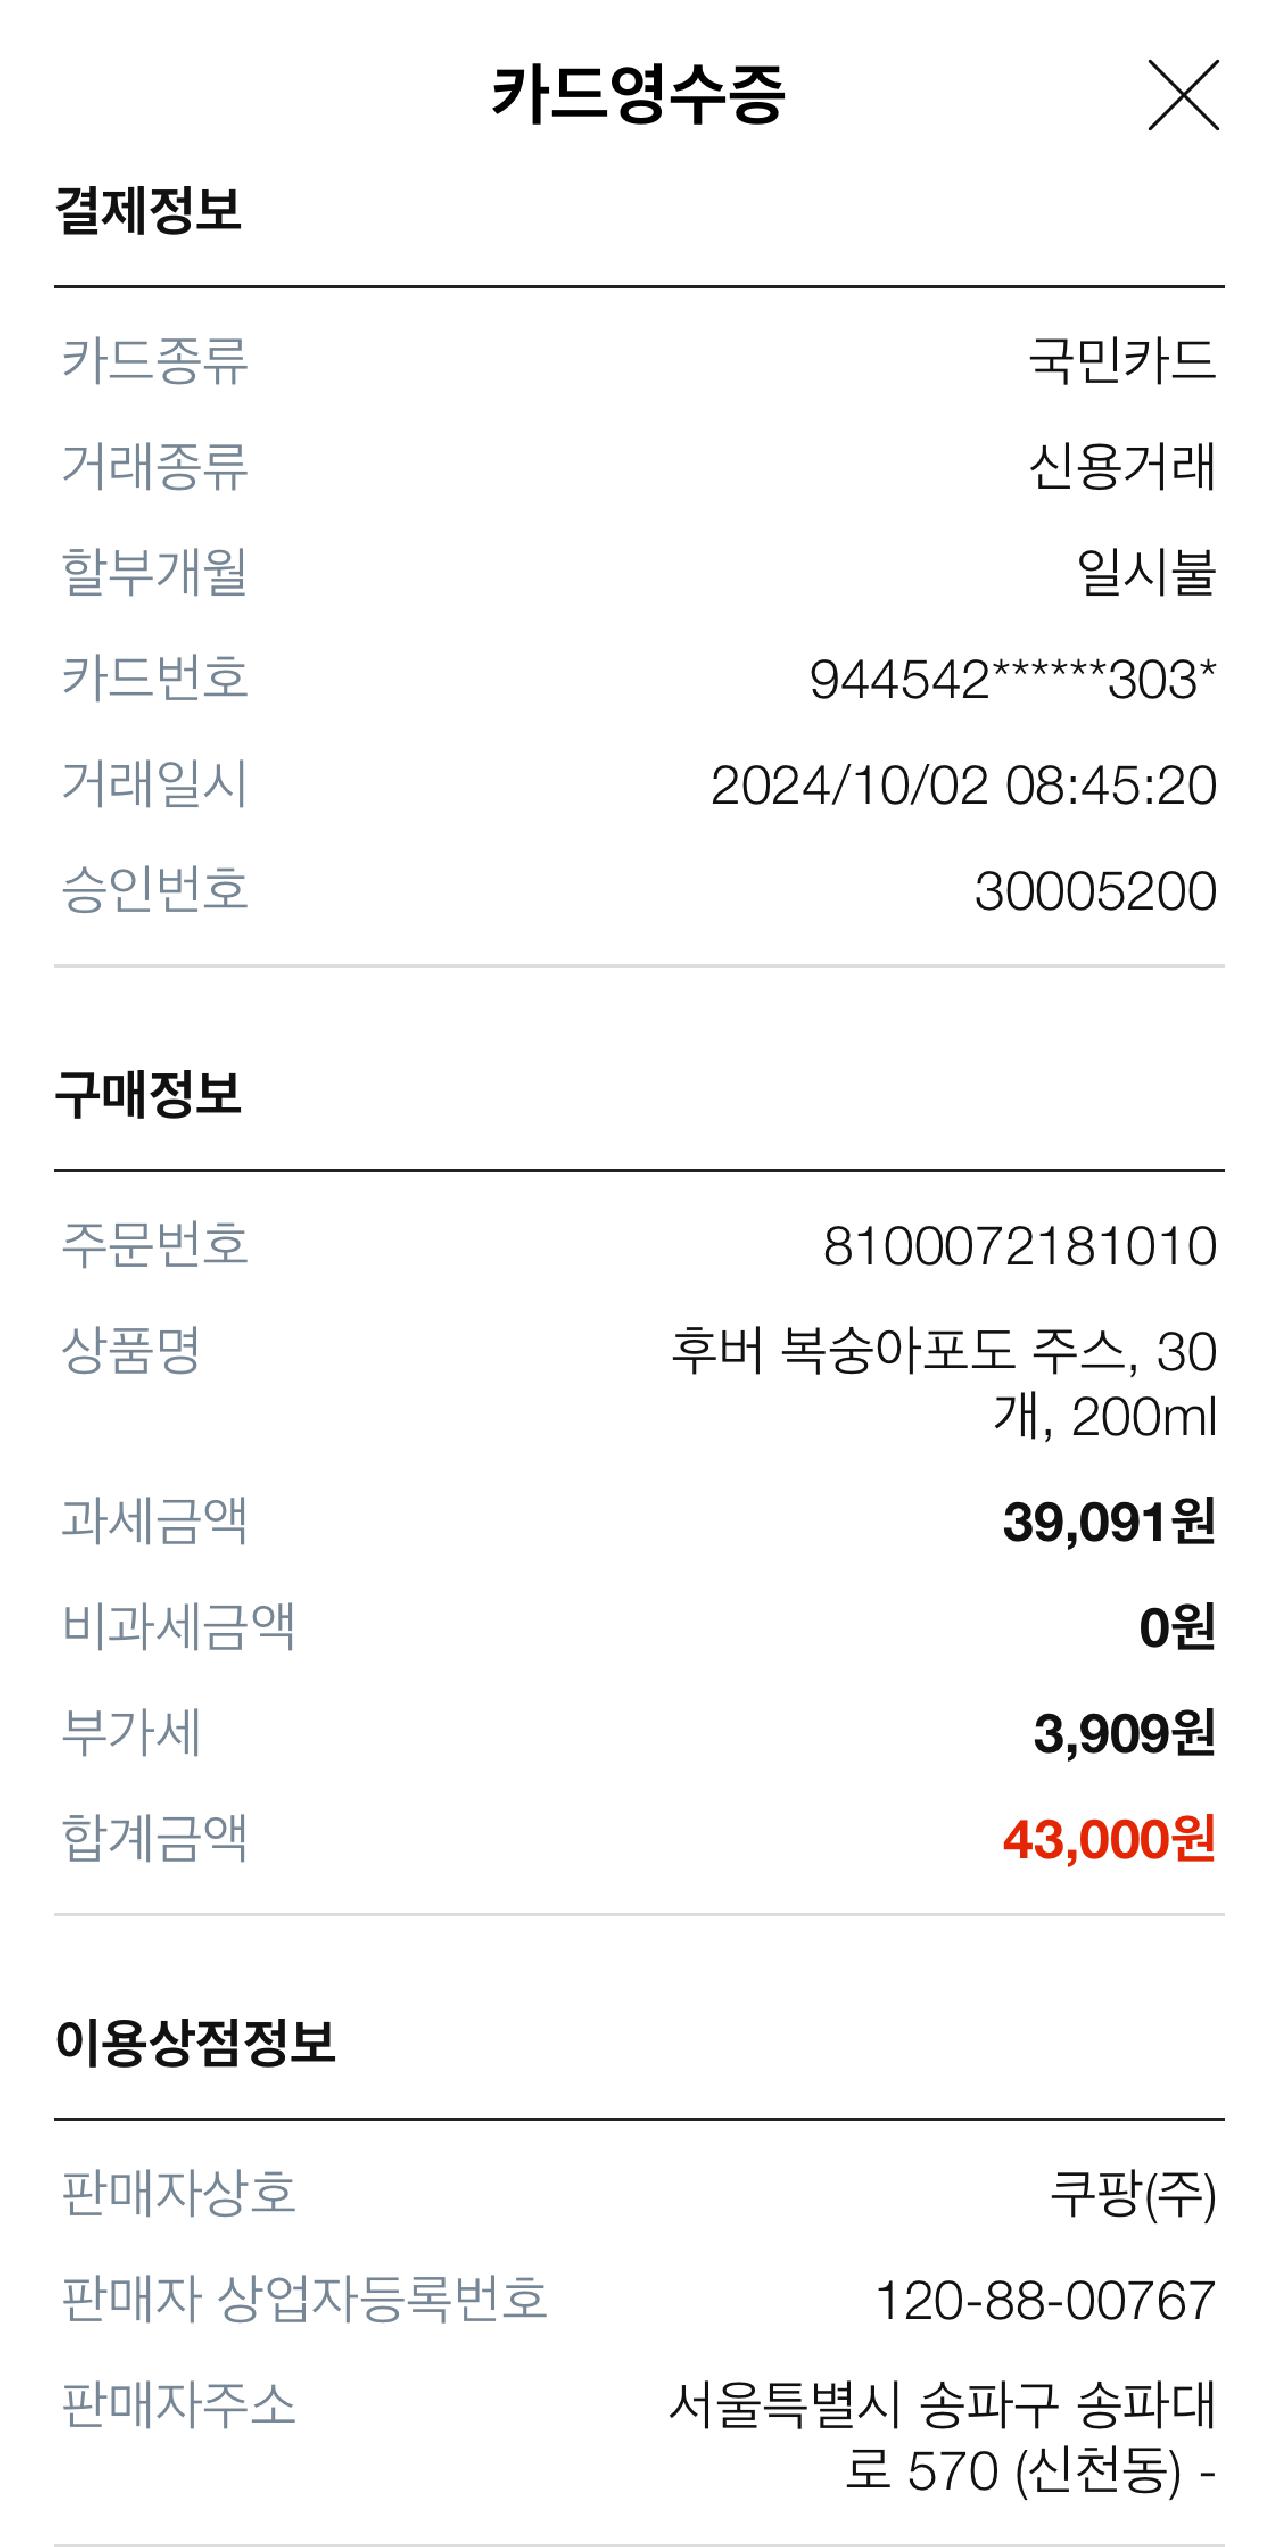 카드영수증
결제정보
카드종류 국민카드
거래종류 신용거래
할부개월 일시불
카드번호 944542******303*
거래일시 2024/10/02 08:45:20
승인번호 30005200
구매정보
주문번호 8100072181010
상품명 후버 복숭아포도 주스, 30
개, 200ml
과세금액 39,091원
비과세금액 0원
부가세 3,909원
합계금액 43,000원
이용상점정보
판매자상호 쿠팡(주)
판매자 상업자등록번호 120-88-00767
판매자주소 서울특별시 송파구 송파대
로 570 (신천동) -